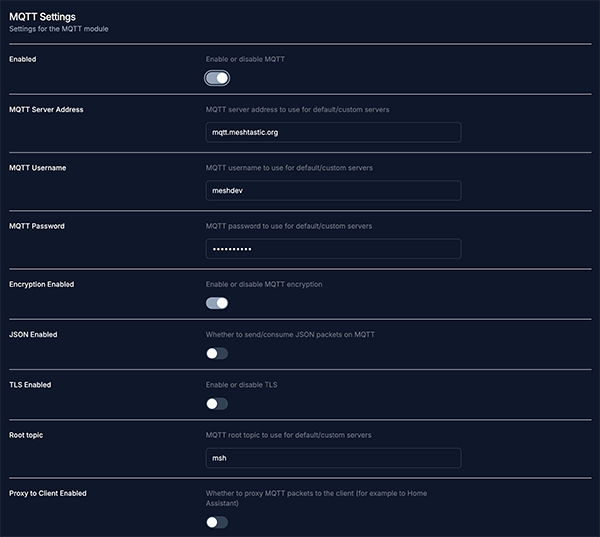 MQTT Settings
Settings for the MQTT module
Enabled
Enable or disable MQTT
MQTT Server Address
MQTT server address to use for default/custom servers
mqtt.meshtastic.org
MQTT Username
MQTT username to use for default/custom servers
meshdev
MQTT Password
MQTT password to use for default/custom servers
••••••••••
Encryption Enabled
Enable or disable MQTT encryption
JSON Enabled
Whether to send/consume JSON packets on MQTT
TLS Enabled
Enable or disable TLS
Root topic
MQTT root topic to use for default/custom servers
msh
Proxy to Client Enabled
Whether to proxy MQTT packets to the client (for example to Home
Assistant)